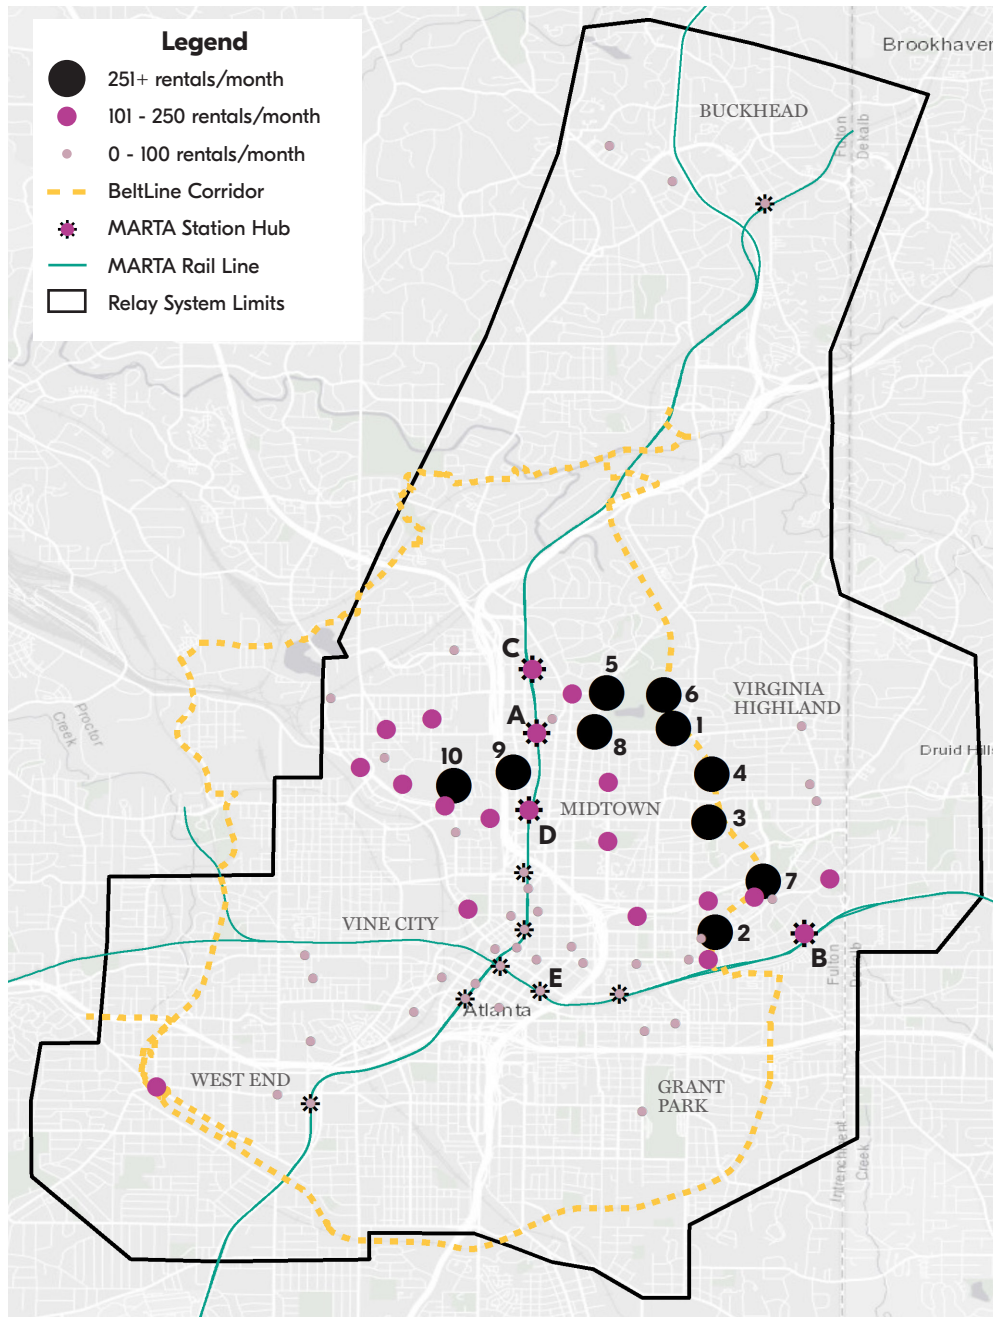 Legend
251+ rentals/month
101 - 250 rentals/month
0 - 100 rentals/month
BeltLine Corridor
MARTA Station Hub
MARTA Rail Line
Relay System Limits
Brookhaven
BUCKHEAD
Fulton
Dekalb
C
5
6
VIRGINIA
HIGHLAND
A
1
8
Proctor
Creek
Druid Hills
9
10
4
MIDTOWN
3
D
7
VINE CITY
2
B
Fulton
Dekalb
E
Atlanta
WEST END
GRANT
PARK
Intrenchment
Creek